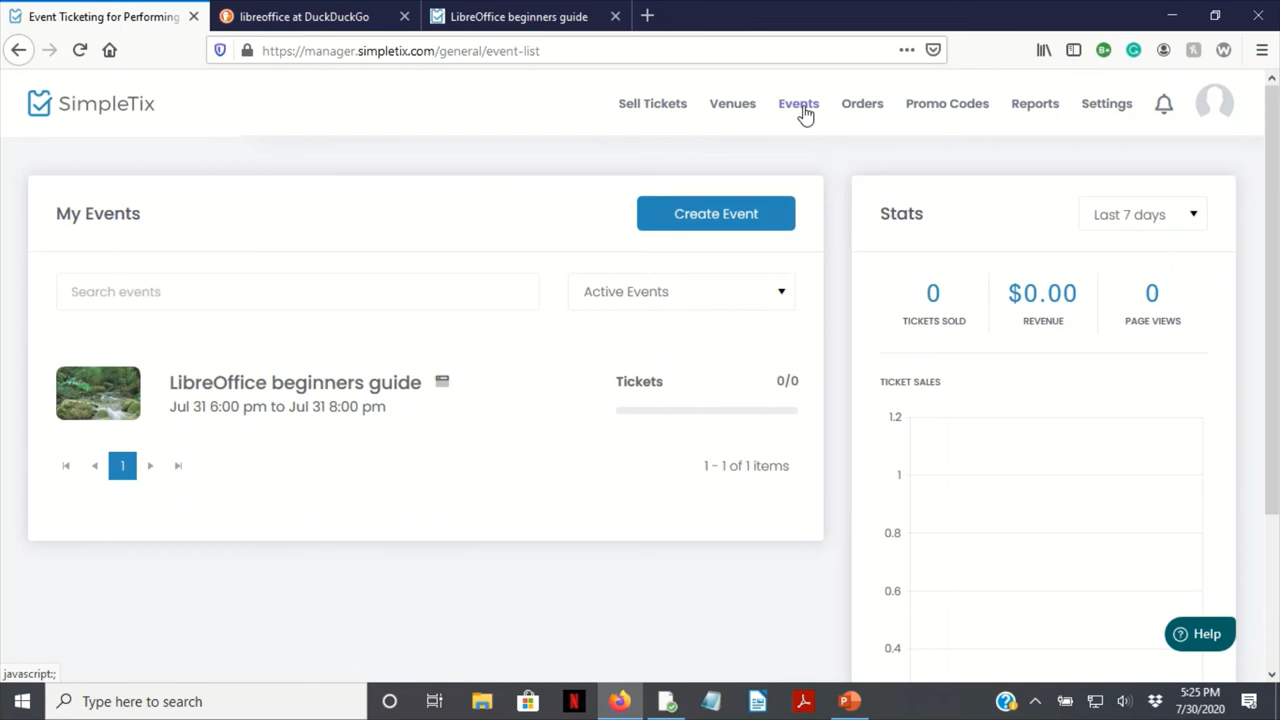 Event Ticketing for Performing
libreoffice at DuckDuckGo
LibreOffice beginners guide
https://manager.simpletix.com/general/event-list
SimpleTix
Sell Tickets
Venues
Events
Orders
Promo Codes
Reports
Settings
My Events
Create Event
Search events
Active Events
LibreOffice beginners guide
Jul 31 6:00 pm to Jul 31 8:00 pm
Tickets
0/0
1
1 - 1 of 1 items
Stats
Last 7 days
0
$0.00
0
TICKETS SOLD
REVENUE
PAGE VIEWS
TICKET SALES
1.2
1
0.8
0.6
0.4
Help
javascript:;
Type here to search
5:25 PM
7/30/2020